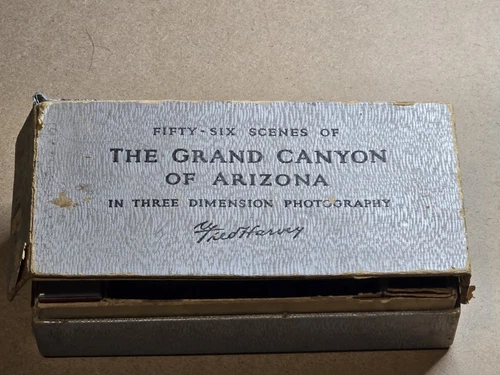 FIFTY-SIX SCENES OF
THE GRAND CANYON
OF ARIZONA
IN THREE DIMENSION PHOTOGRAPHY
Fred Harvey